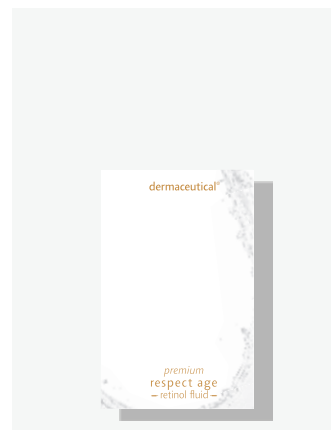 dermaceutical®
premium
respect age
– retinol fluid –